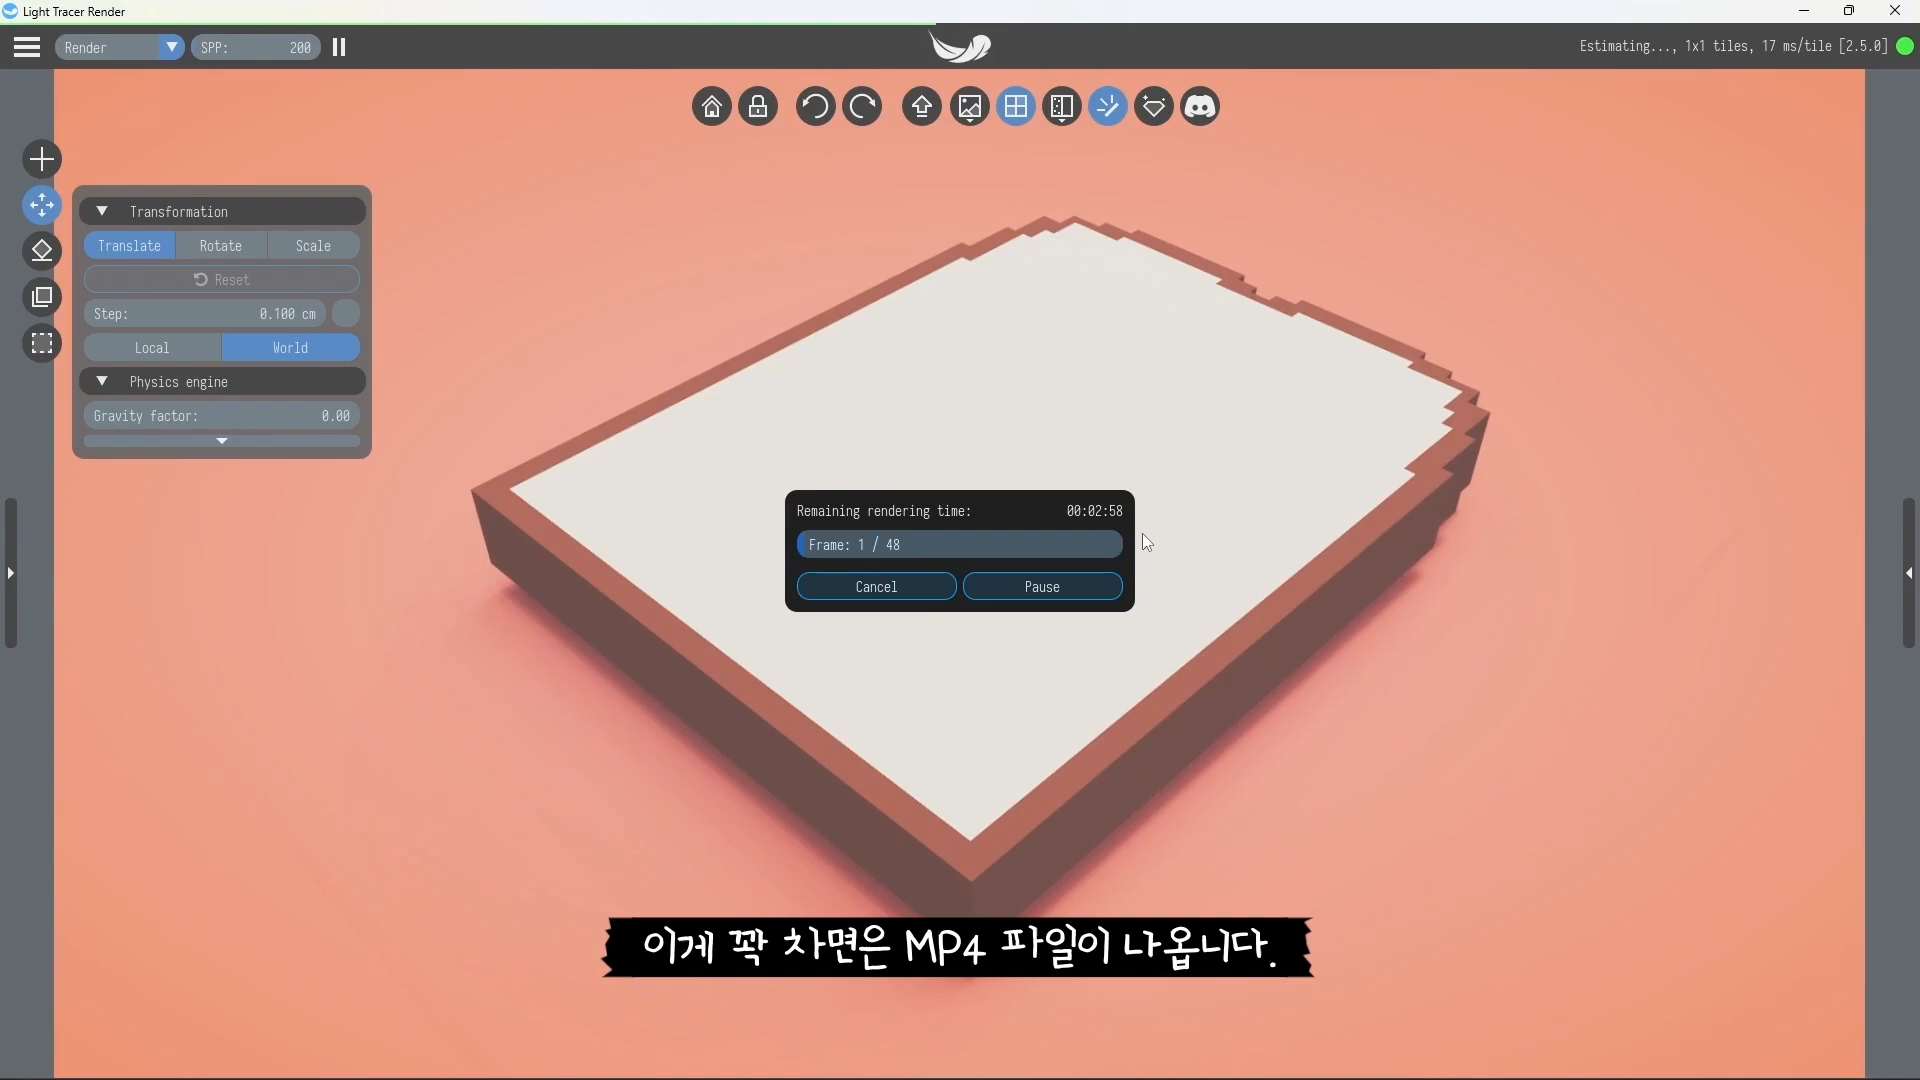 Light Tracer Render
Render
SPP: 200
Estimating..., 1x1 tiles, 17 ms/tile [2.5.0]
Transformation
Translate Rotate Scale
Reset
Step: 0.100 cm
Local World
Physics engine
Gravity factor: 0.00
Remaining rendering time: 00:02:58
Frame: 1 / 48
Cancel Pause
이게 꽉 차면은 MP4 파일이 나옵니다.